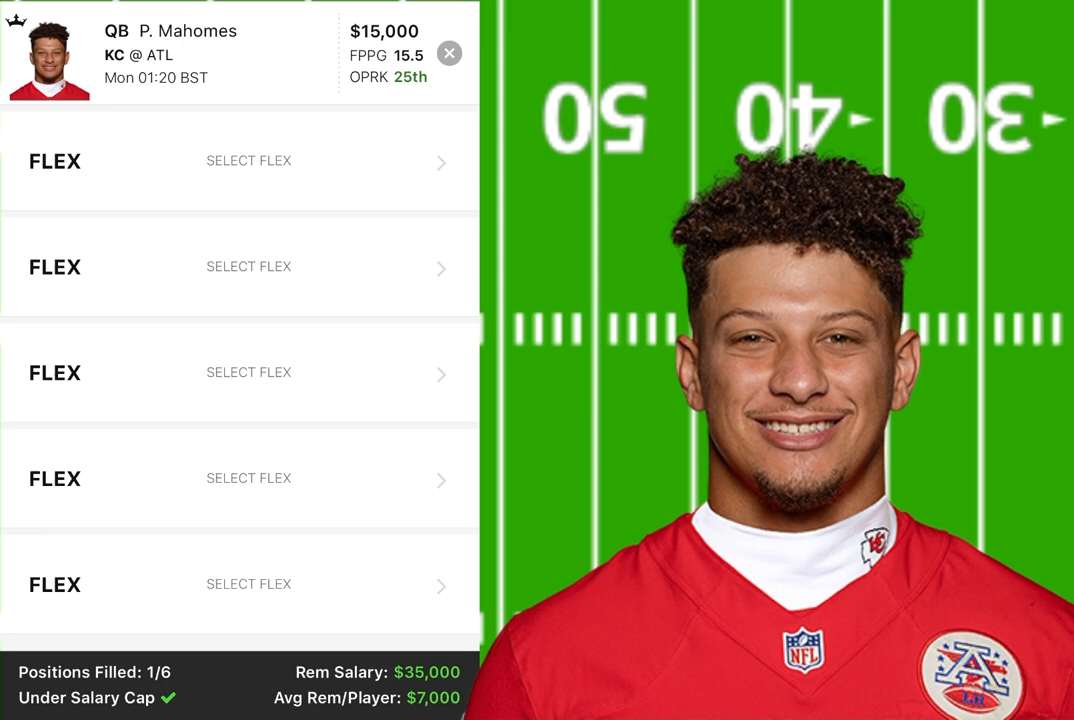 QB P. Mahomes
KC @ ATL
Mon 01:20 BST
$15,000
FPPG 15.5
OPRK 25th
FLEX SELECT FLEX
FLEX SELECT FLEX
FLEX SELECT FLEX
FLEX SELECT FLEX
FLEX SELECT FLEX
Positions Filled: 1/6
Rem Salary: $35,000
Under Salary Cap
Avg Rem/Player: $7,000
50 40 30
KC
NFL
A
LH